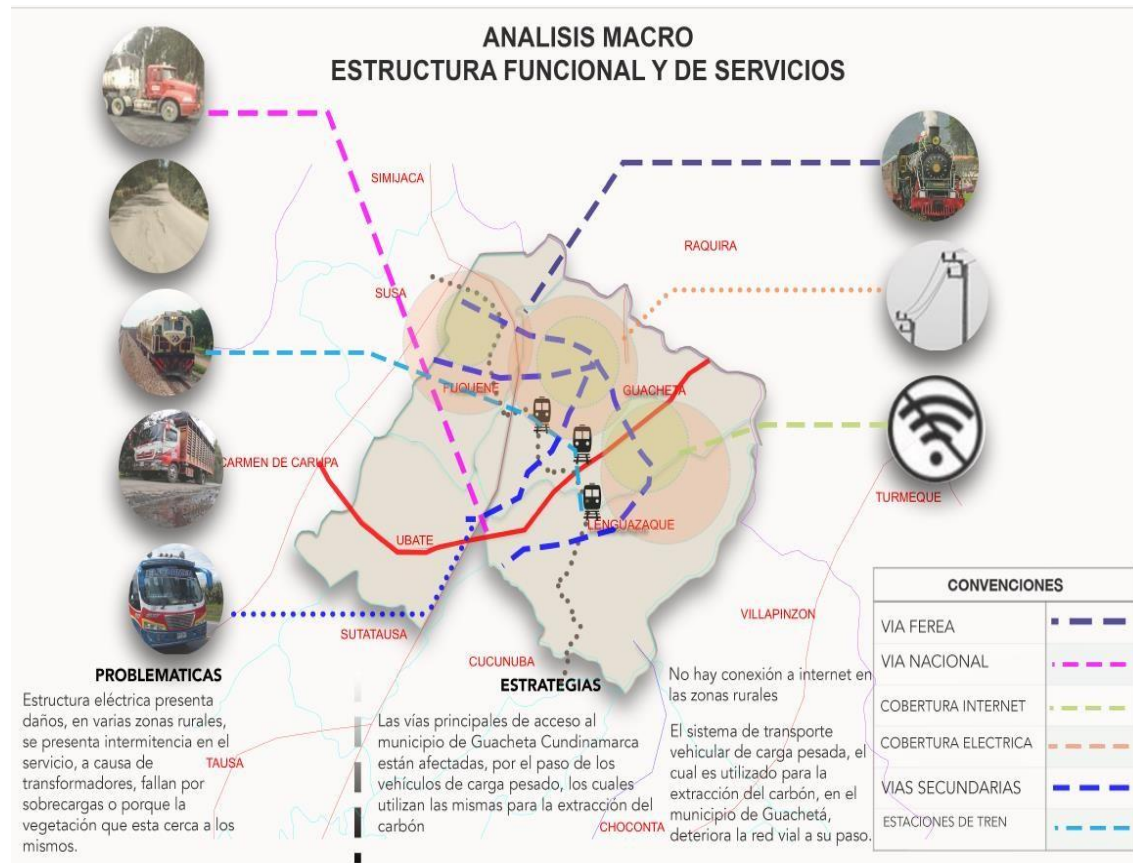 ANALISIS MACRO
ESTRUCTURA FUNCIONAL Y DE SERVICIOS
SIMIJACA
RAQUIRA
SUSA
FUQUENE
GUACHETA
CARMEN DE CARUPA
TURMEQUE
LENGUAZAQUE
UBATE
VILLAPINZON
SUTATAUSA
CUCUNUBA
TAUSA
CHOCONTA
PROBLEMATICAS
Estructura eléctrica presenta
daños, en varias zonas rurales,
se presenta intermitencia en el
servicio, a causa de
transformadores, fallan por
sobrecargas o porque la
vegetación que esta cerca a los
mismos.
ESTRATEGIAS
Las vías principales de acceso al
municipio de Guacheta Cundinamarca
están afectadas, por el paso de los
vehículos de carga pesado, los cuales
utilizan las mismas para la extracción del
carbón
No hay conexión a internet en
las zonas rurales
El sistema de transporte
vehicular de carga pesada, el
cual es utilizado para la
extracción del carbón, en el
municipio de Guachetá,
deteriora la red vial a su paso.
CONVENCIONES
VIA FEREA
VIA NACIONAL
COBERTURA INTERNET
COBERTURA ELECTRICA
VIAS SECUNDARIAS
ESTACIONES DE TREN